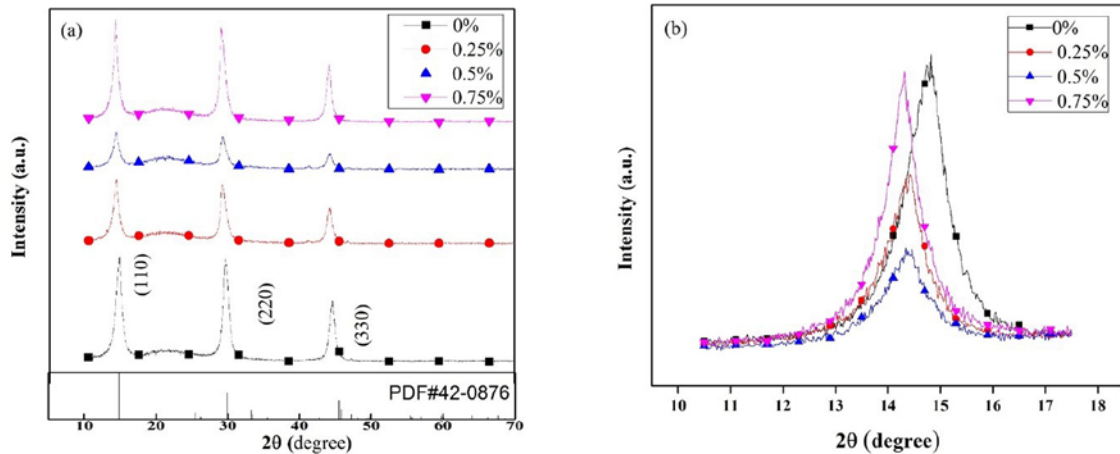 (a)
0%
0.25%
0.5%
0.75%
Intensity (a.u.)
(110)
(220)
(330)
PDF#42-0876
10 20 30 40 50 60 70
2θ (degree)
(b)
0%
0.25%
0.5%
0.75%
Intensity (a.u.)
10 11 12 13 14 15 16 17 18
2θ (degree)